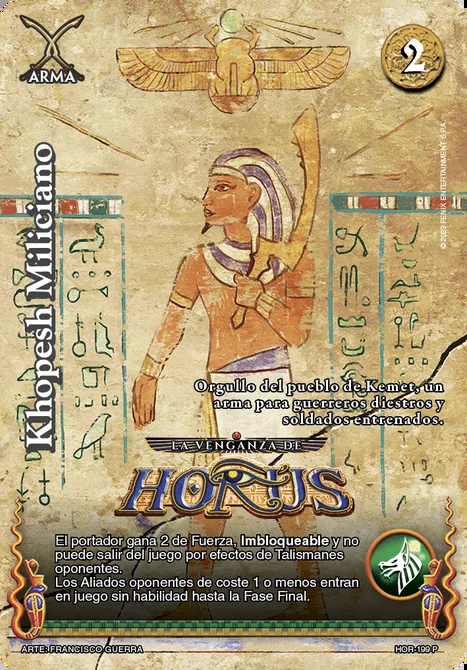 ARMA
2
Khopesh Miliciano
© 2023 FENIX ENTERTAINMENT S.P.A.
Orgullo del pueblo de Kemet, un
arma para guerreros diestros y
soldados entrenados.
LA VENGANZA DE
HORUS
El portador gana 2 de Fuerza, Imbloqueable y no
puede salir del juego por efectos de Talismanes
oponentes.
Los Aliados oponentes de coste 1 o menos entran
en juego sin habilidad hasta la Fase Final.
ARTE: FRANCISCO GUERRA
HOR-199 P